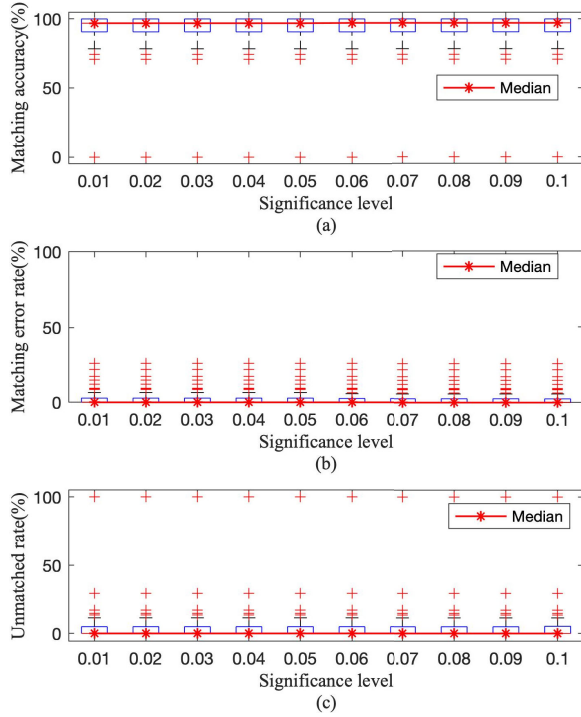 100
50
0
Matching accuracy(%)
Median
0.01 0.02 0.03 0.04 0.05 0.06 0.07 0.08 0.09 0.1
Significance level
(a)
100
50
0
Matching error rate(%)
Median
0.01 0.02 0.03 0.04 0.05 0.06 0.07 0.08 0.09 0.1
Significance level
(b)
100
50
0
Unmatched rate(%)
Median
0.01 0.02 0.03 0.04 0.05 0.06 0.07 0.08 0.09 0.1
Significance level
(c)